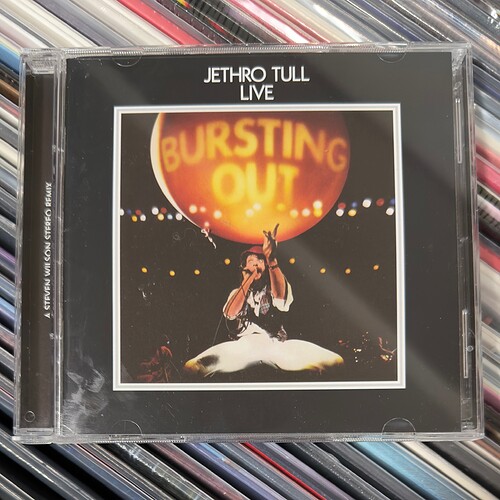 JETHRO TULL
LIVE
BURSTING
OUT
A STEVEN WILSON STEREO REMIX